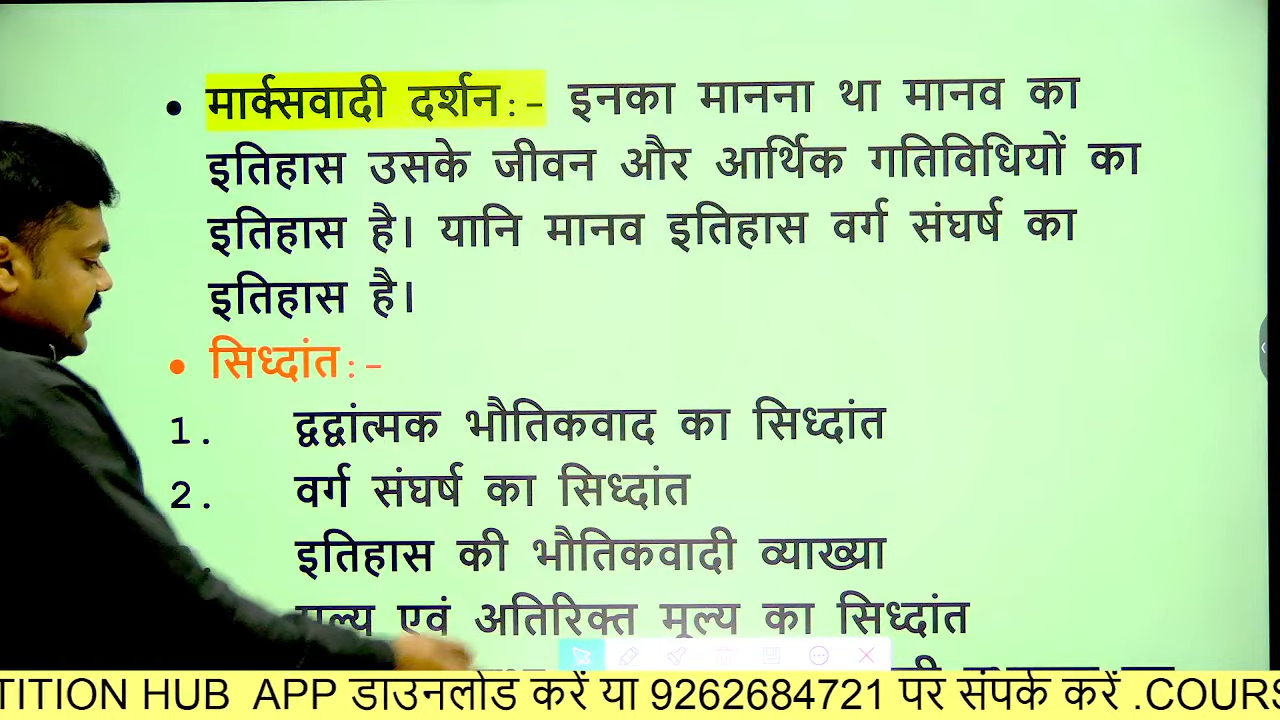 • मार्क्सवादी दर्शन:- इनका मानना था मानव का
इतिहास उसके जीवन और आर्थिक गतिविधियों का
इतिहास है। यानि मानव इतिहास वर्ग संघर्ष का
इतिहास है।
• सिध्दांत:-
1. द्वद्वांत्मक भौतिकवाद का सिध्दांत
2. वर्ग संघर्ष का सिध्दांत
इतिहास की भौतिकवादी व्याख्या
मूल्य एवं अतिरिक्त मूल्य का सिध्दांत
TITION HUB APP डाउनलोड करें या 9262684721 पर संपर्क करें .COURS